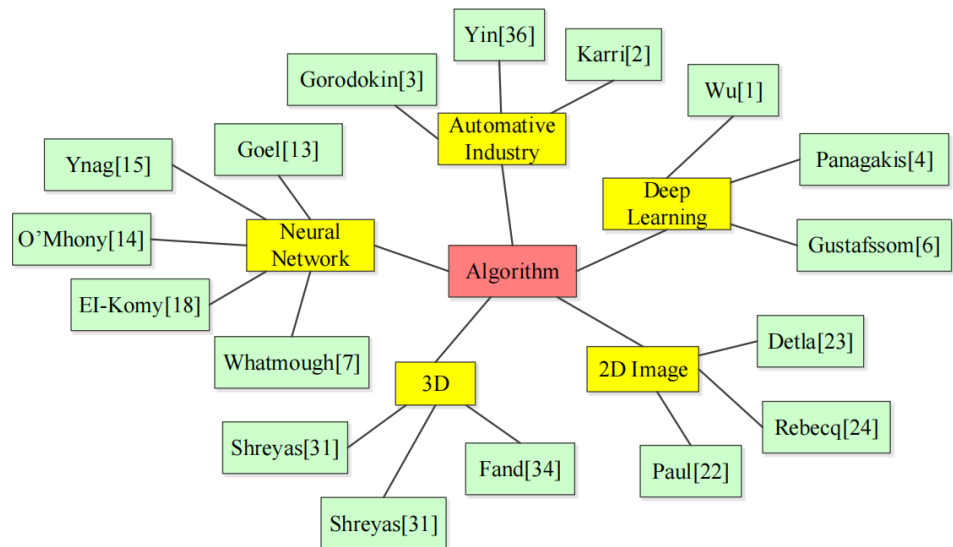 Yin[36]
Gorodokin[3]
Karri[2]
Automative
Industry
Wu[1]
Panagakis[4]
Deep
Learning
Gustafssom[6]
Ynag[15]
Goel[13]
O’Mhony[14]
Neural
Network
EI-Komy[18]
Whatmough[7]
Algorithm
3D
Shreyas[31]
Shreyas[31]
Fand[34]
2D Image
Detla[23]
Rebecq[24]
Paul[22]